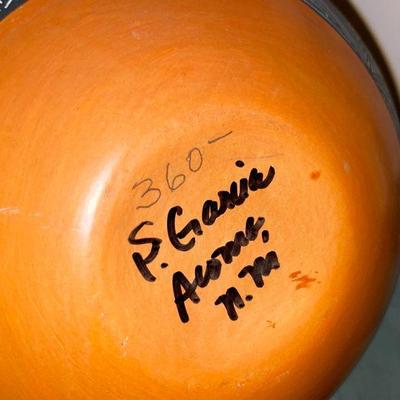 360-
S. Garcia
Acoma,
n.m